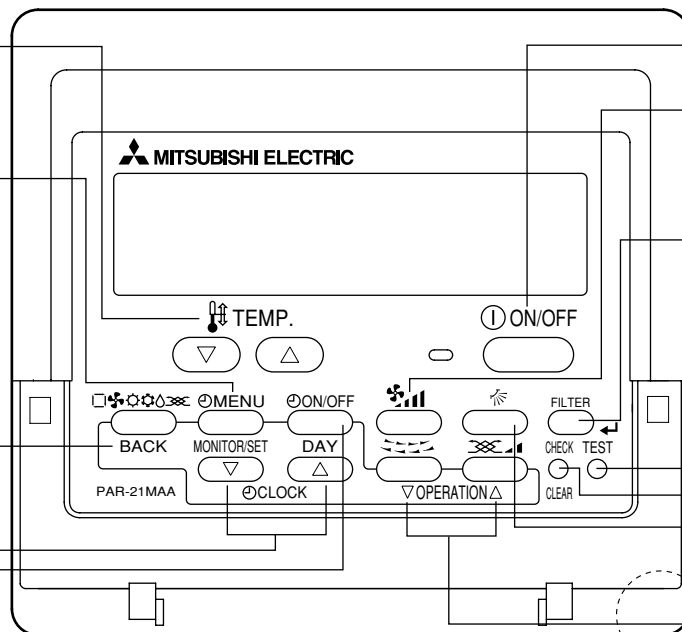 MITSUBISHI ELECTRIC
TEMP.
ON/OFF
MENU
ON/OFF
FILTER
BACK
MONITOR/SET
DAY
CHECK
TEST
PAR-21MAA
CLOCK
OPERATION
CLEAR